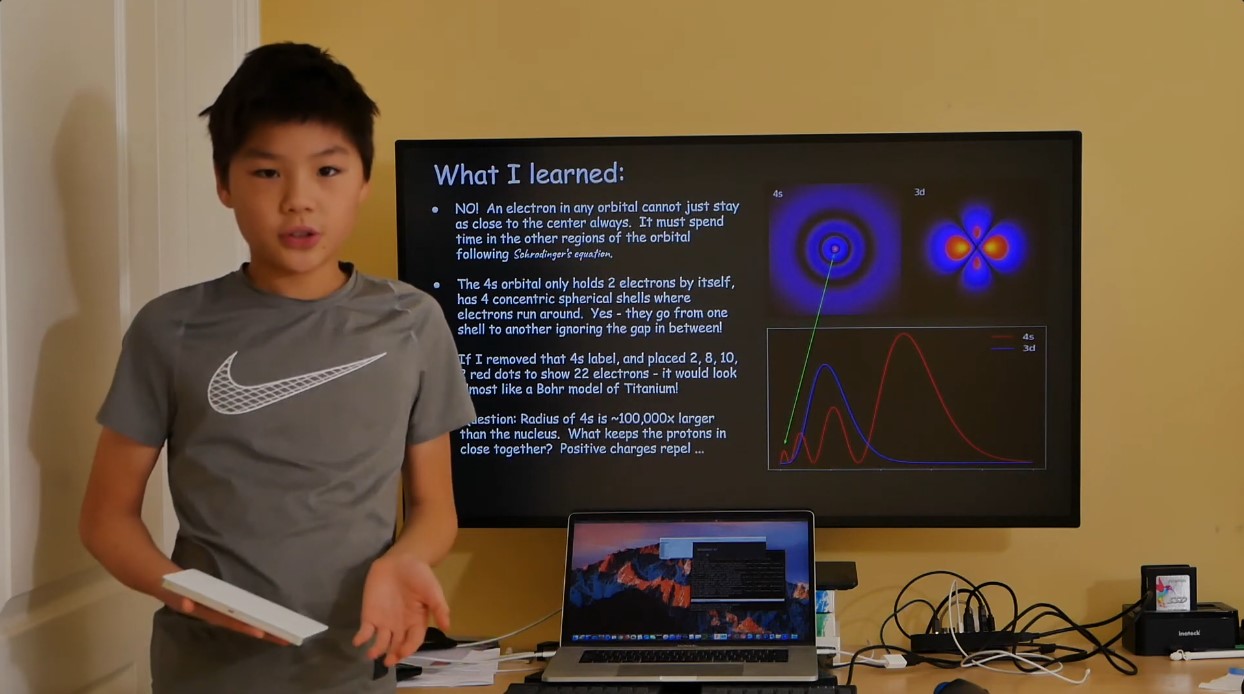 What I learned:
NO! An electron in any orbital cannot just stay
as close to the center always. It must spend
time in the other regions of the orbital
following Schrodinger's equation.
The 4s orbital only holds 2 electrons by itself,
has 4 concentric spherical shells where
electrons run around. Yes - they go from one
shell to another ignoring the gap in between!
If I removed that 4s label, and placed 2, 8, 10,
red dots to show 22 electrons - it would look
most like a Bohr model of Titanium!
Question: Radius of 4s is ~100,000x larger
than the nucleus. What keeps the protons in
close together? Positive charges repel ...
4s
3d
4s
3d
inateck